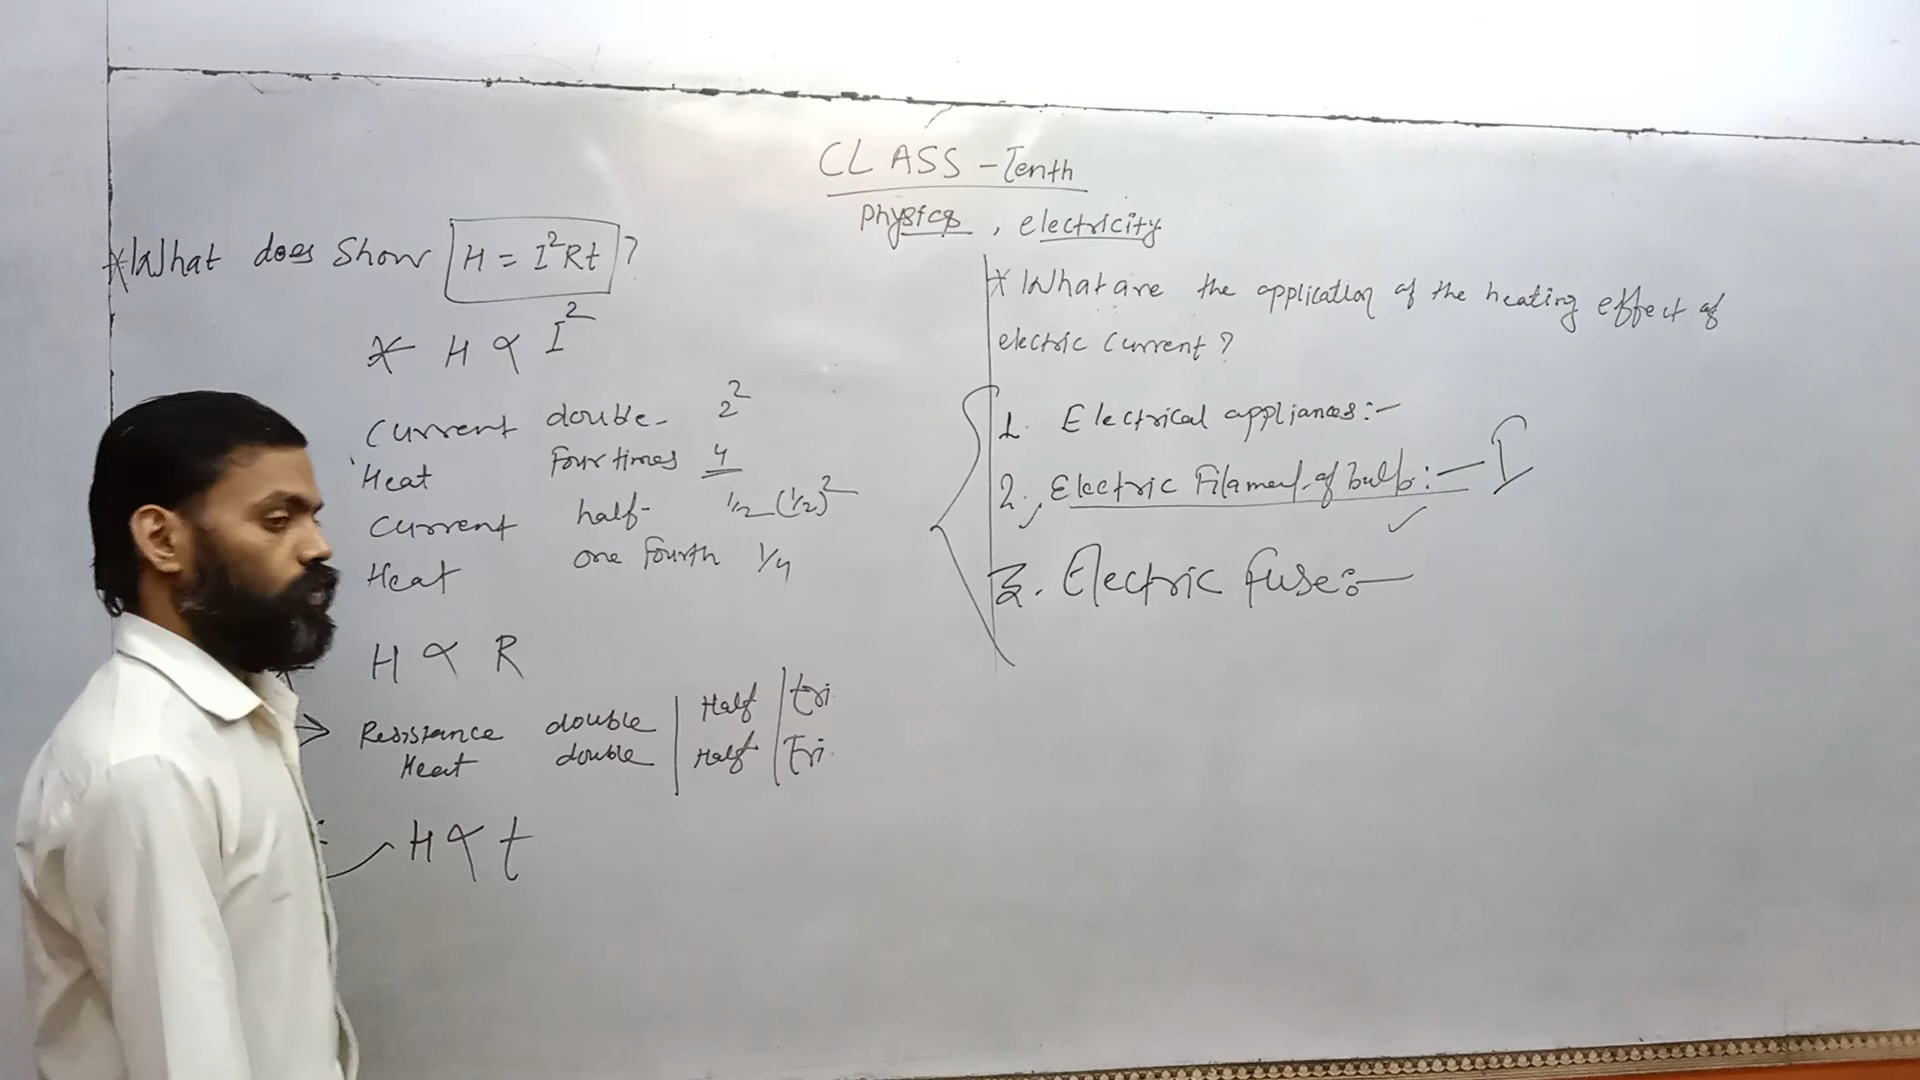 CLASS - Tenth
Physics, electricity
*What does Show H = I²Rt ?
* H ∝ I²
Current double - 2²
Heat Four times 4
Current half - 1/2 (1/2)²
Heat one Fourth 1/4
H ∝ R
→ Resistance double | Half | tri.
Heat double | Half | Tri.
H ∝ t
* What are the application of the heating effect of
electric current ?
1. Electrical appliances :-
2. Electric Filament of bulb :-
3. Electric fuse :-